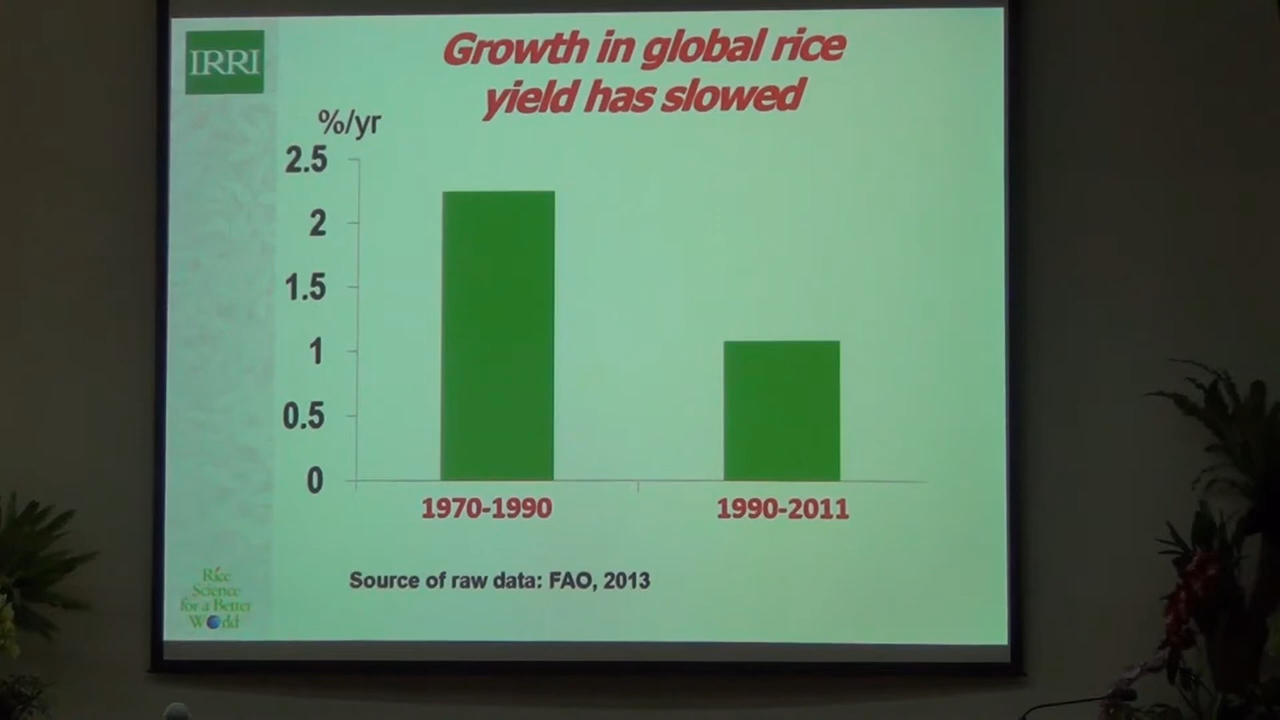 IRRI
Growth in global rice
yield has slowed
%/yr
2.5
2
1.5
1
0.5
0
1970-1990
1990-2011
Source of raw data: FAO, 2013
Rice
Science
for a Better
World